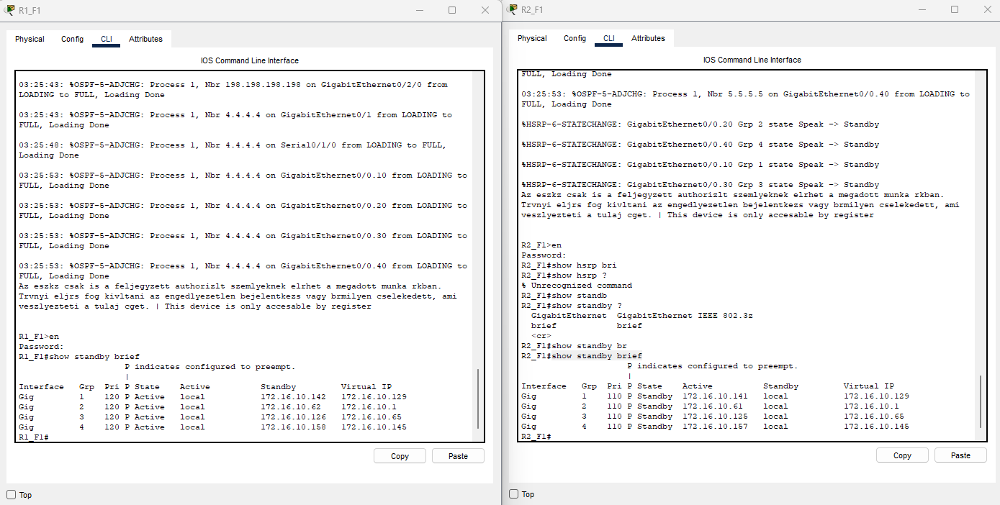 R1_F1
Physical Config CLI Attributes
IOS Command Line Interface
03:25:43: %OSPF-5-ADJCHG: Process 1, Nbr 198.198.198.198 on GigabitEthernet0/2/0 from
LOADING to FULL, Loading Done
03:25:43: %OSPF-5-ADJCHG: Process 1, Nbr 4.4.4.4 on GigabitEthernet0/1 from LOADING to
FULL, Loading Done
03:25:48: %OSPF-5-ADJCHG: Process 1, Nbr 4.4.4.4 on Serial0/1/0 from LOADING to FULL,
Loading Done
03:25:53: %OSPF-5-ADJCHG: Process 1, Nbr 4.4.4.4 on GigabitEthernet0/0.10 from LOADING to
FULL, Loading Done
03:25:53: %OSPF-5-ADJCHG: Process 1, Nbr 4.4.4.4 on GigabitEthernet0/0.20 from LOADING to
FULL, Loading Done
03:25:53: %OSPF-5-ADJCHG: Process 1, Nbr 4.4.4.4 on GigabitEthernet0/0.30 from LOADING to
FULL, Loading Done
03:25:53: %OSPF-5-ADJCHG: Process 1, Nbr 4.4.4.4 on GigabitEthernet0/0.40 from LOADING to
FULL, Loading Done
Az eszkz csak is a feljegyzett authorizlt szemlyeknek elrhet a megadott munka rkban.
Trvnyi eljrs fog kivltani az engedlyezetlen bejelentkezs vagy brmilyen cselekedett, ami
veszlyezteti a tulaj cget. | This device is only accesable by register
R1_F1>en
Password:
R1_F1#show standby brief
P indicates configured to preempt.
|
Interface Grp Pri P State Active Standby Virtual IP
Gig 1 120 P Active local 172.16.10.142 172.16.10.129
Gig 2 120 P Active local 172.16.10.62 172.16.10.1
Gig 3 120 P Active local 172.16.10.126 172.16.10.65
Gig 4 120 P Active local 172.16.10.158 172.16.10.145
R1_F1#
Copy Paste
Top
R2_F1
Physical Config CLI Attributes
IOS Command Line Interface
FULL, Loading Done
03:25:53: %OSPF-5-ADJCHG: Process 1, Nbr 5.5.5.5 on GigabitEthernet0/0.40 from LOADING to
FULL, Loading Done
%HSRP-6-STATECHANGE: GigabitEthernet0/0.20 Grp 2 state Speak -> Standby
%HSRP-6-STATECHANGE: GigabitEthernet0/0.40 Grp 4 state Speak -> Standby
%HSRP-6-STATECHANGE: GigabitEthernet0/0.10 Grp 1 state Speak -> Standby
%HSRP-6-STATECHANGE: GigabitEthernet0/0.30 Grp 3 state Speak -> Standby
Az eszkz csak is a feljegyzett authorizlt szemlyeknek elrhet a megadott munka rkban.
Trvnyi eljrs fog kivltani az engedlyezetlen bejelentkezs vagy brmilyen cselekedett, ami
veszlyezteti a tulaj cget. | This device is only accesable by register
R2_F1>en
Password:
R2_F1#show hsrp bri
R2_F1#show hsrp ?
% Unrecognized command
R2_F1#show standb
R2_F1#show standby ?
GigabitEthernet GigabitEthernet IEEE 802.3z
brief brief
<cr>
R2_F1#show standby br
R2_F1#show standby brief
P indicates configured to preempt.
|
Interface Grp Pri P State Active Standby Virtual IP
Gig 1 110 P Standby 172.16.10.141 local 172.16.10.129
Gig 2 110 P Standby 172.16.10.61 local 172.16.10.1
Gig 3 110 P Standby 172.16.10.125 local 172.16.10.65
Gig 4 110 P Standby 172.16.10.157 local 172.16.10.145
R2_F1#
Copy Paste
Top